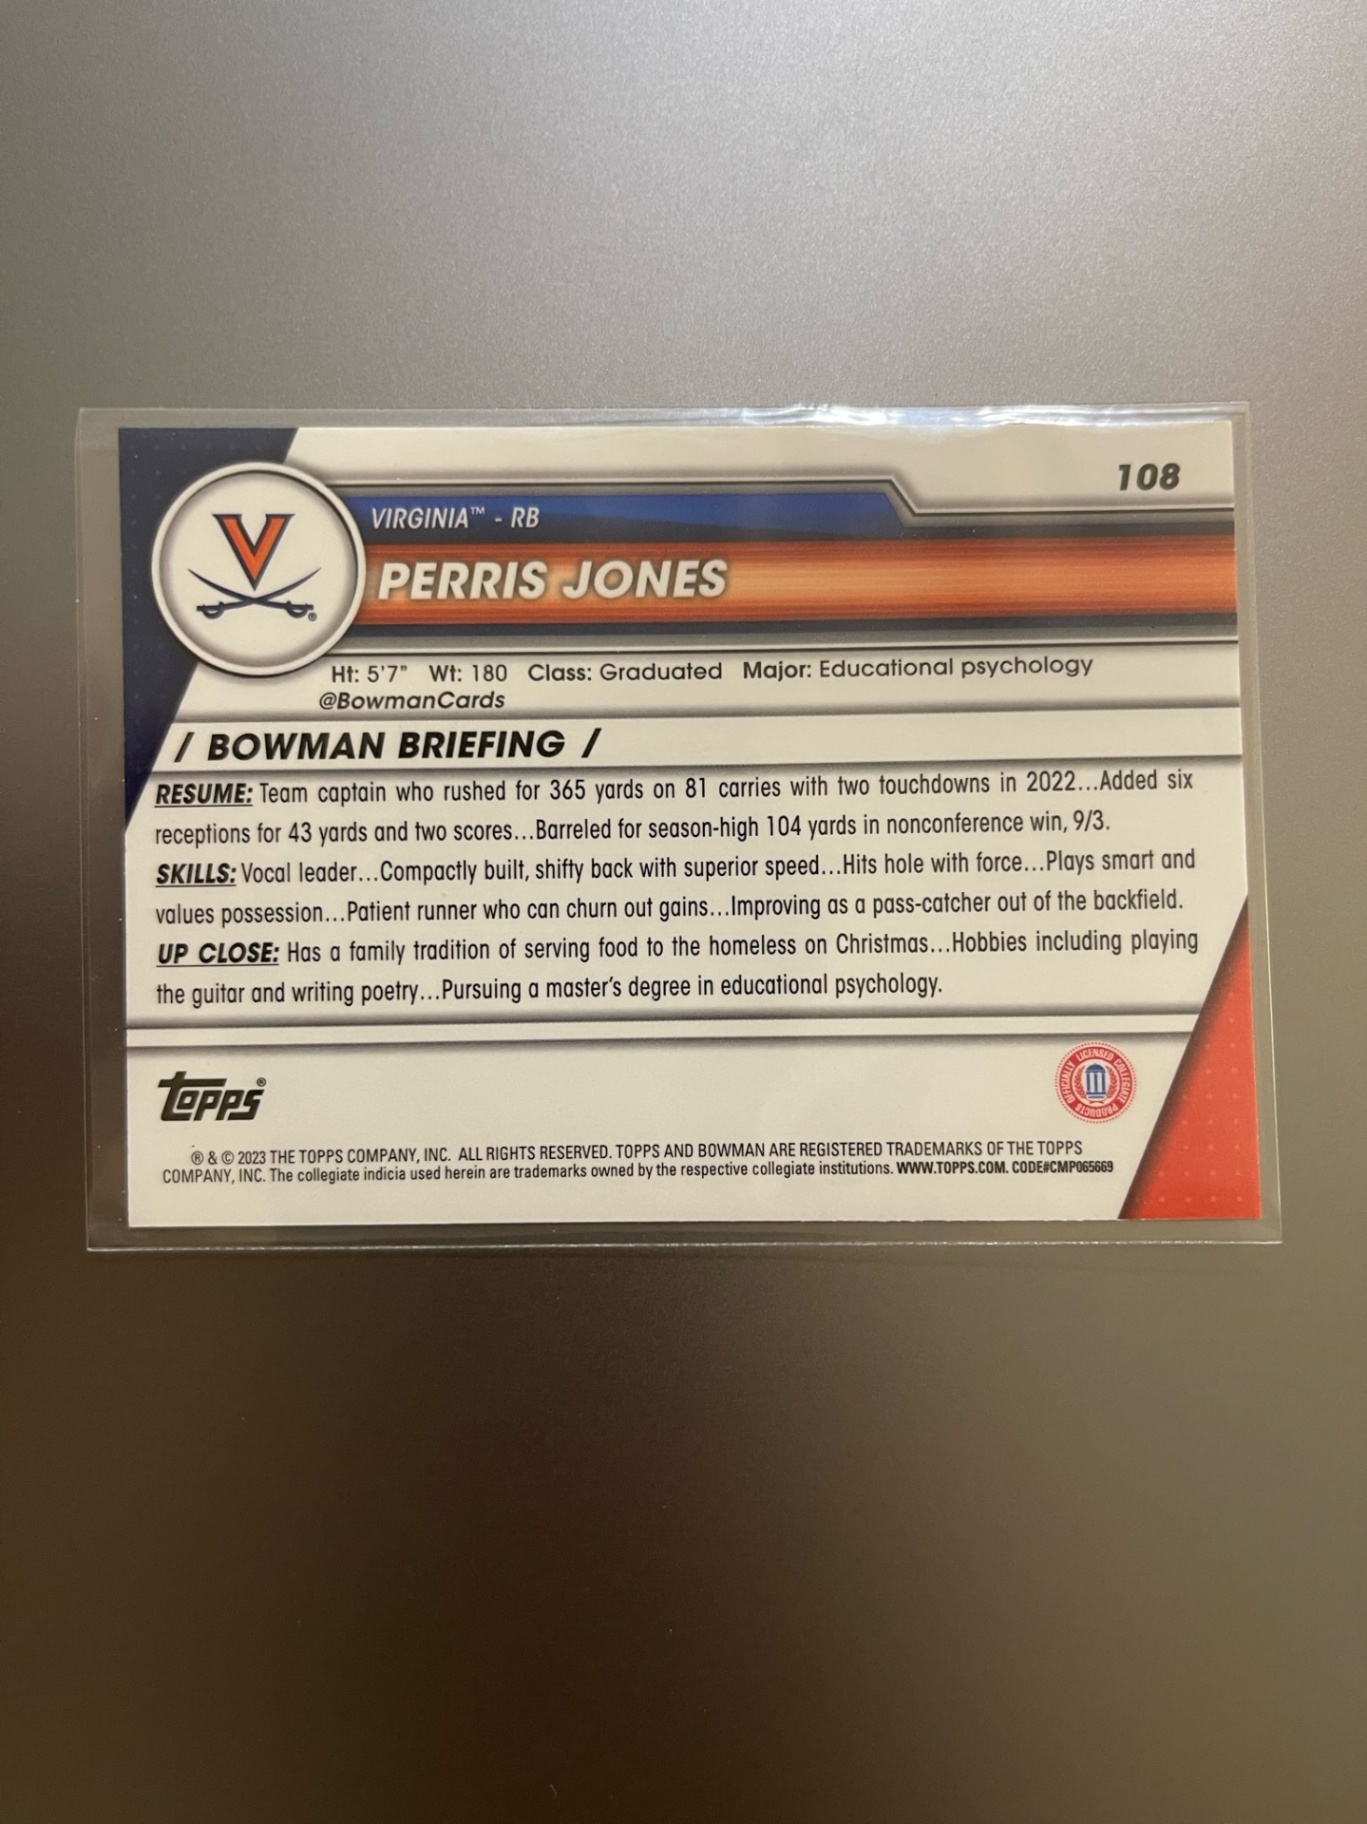 108
VIRGINIA™ - RB
PERRIS JONES
Ht: 5'7" Wt: 180 Class: Graduated Major: Educational psychology
@BowmanCards
/ BOWMAN BRIEFING /
RESUME: Team captain who rushed for 365 yards on 81 carries with two touchdowns in 2022...Added six
receptions for 43 yards and two scores...Barreled for season-high 104 yards in nonconference win, 9/3.
SKILLS: Vocal leader...Compactly built, shifty back with superior speed...Hits hole with force...Plays smart and
values possession...Patient runner who can churn out gains...Improving as a pass-catcher out of the backfield.
UP CLOSE: Has a family tradition of serving food to the homeless on Christmas...Hobbies including playing
the guitar and writing poetry...Pursuing a master's degree in educational psychology.
Topps®
OFFICIALLY LICENSED COLLEGIATE PRODUCTS
® & © 2023 THE TOPPS COMPANY, INC. ALL RIGHTS RESERVED. TOPPS AND BOWMAN ARE REGISTERED TRADEMARKS OF THE TOPPS
COMPANY, INC. The collegiate indicia used herein are trademarks owned by the respective collegiate institutions. WWW.TOPPS.COM. CODE#CMP065669
V
®